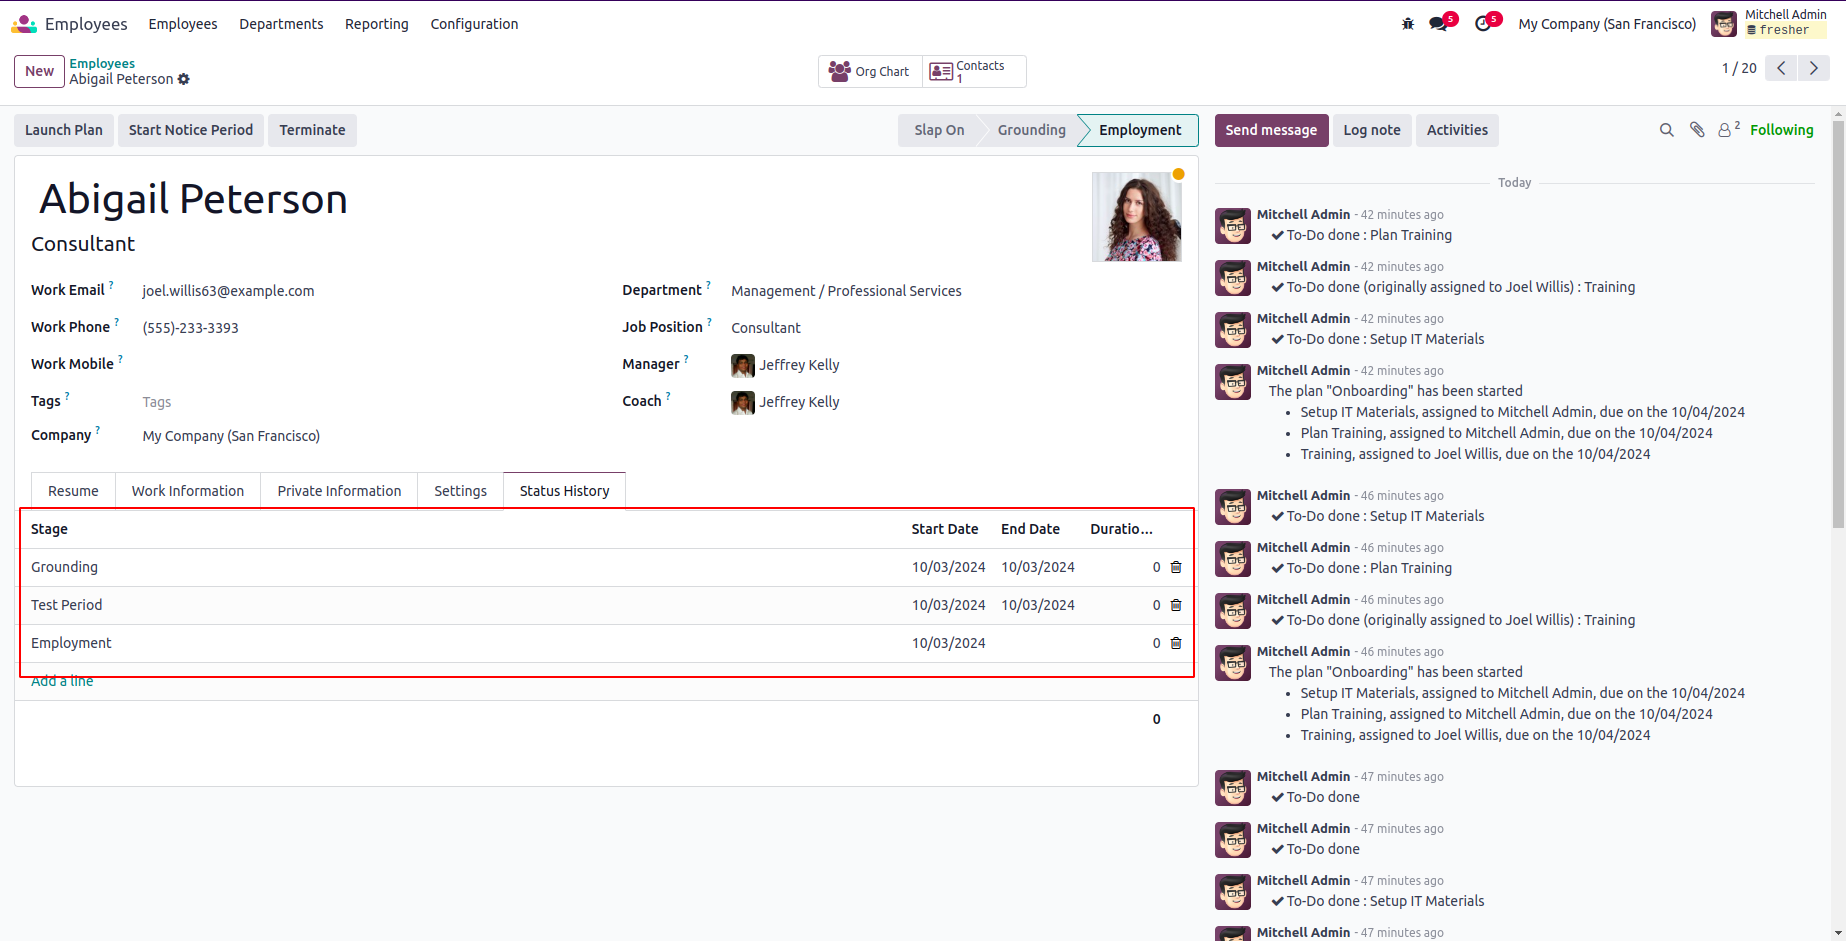 Employees Employees Departments Reporting Configuration 5 5 My Company (San Francisco) Mitchell Admin
fresher
New Employees
Abigail Peterson
Org Chart Contacts
1
1 / 20
Launch Plan Start Notice Period Terminate
Slap On Grounding Employment
Abigail Peterson
Consultant
Work Email ? joel.willis63@example.com
Work Phone ? (555)-233-3393
Work Mobile ?
Tags ? Tags
Company ? My Company (San Francisco)
Department ? Management / Professional Services
Job Position ? Consultant
Manager ? Jeffrey Kelly
Coach ? Jeffrey Kelly
Resume Work Information Private Information Settings Status History
Stage Start Date End Date Duratio...
Grounding 10/03/2024 10/03/2024 0
Test Period 10/03/2024 10/03/2024 0
Employment 10/03/2024 0
Add a line
0
Send message Log note Activities 2 Following
Today
Mitchell Admin - 42 minutes ago
To-Do done : Plan Training
Mitchell Admin - 42 minutes ago
To-Do done (originally assigned to Joel Willis) : Training
Mitchell Admin - 42 minutes ago
To-Do done : Setup IT Materials
Mitchell Admin - 42 minutes ago
The plan "Onboarding" has been started
• Setup IT Materials, assigned to Mitchell Admin, due on the 10/04/2024
• Plan Training, assigned to Mitchell Admin, due on the 10/04/2024
• Training, assigned to Joel Willis, due on the 10/04/2024
Mitchell Admin - 46 minutes ago
To-Do done : Setup IT Materials
Mitchell Admin - 46 minutes ago
To-Do done : Plan Training
Mitchell Admin - 46 minutes ago
To-Do done (originally assigned to Joel Willis) : Training
Mitchell Admin - 46 minutes ago
The plan "Onboarding" has been started
• Setup IT Materials, assigned to Mitchell Admin, due on the 10/04/2024
• Plan Training, assigned to Mitchell Admin, due on the 10/04/2024
• Training, assigned to Joel Willis, due on the 10/04/2024
Mitchell Admin - 47 minutes ago
To-Do done
Mitchell Admin - 47 minutes ago
To-Do done
Mitchell Admin - 47 minutes ago
To-Do done : Setup IT Materials
Mitchell Admin - 47 minutes ago